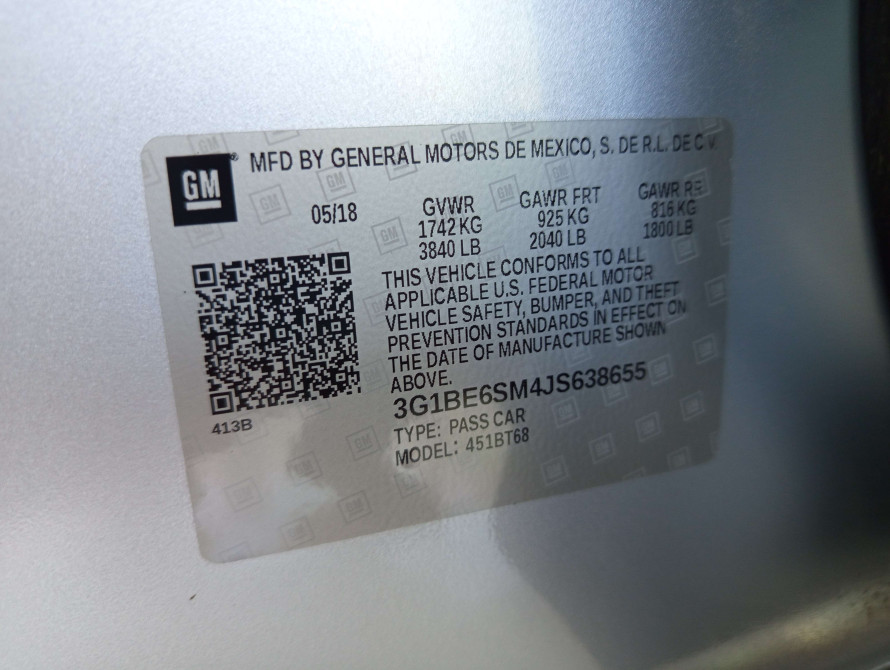 GM
MFD BY GENERAL MOTORS DE MEXICO, S. DE R.L. DE C.V.
05/18
GVWR GAWR FRT GAWR RR
1742 KG 925 KG 816 KG
3840 LB 2040 LB 1800 LB
THIS VEHICLE CONFORMS TO ALL
APPLICABLE U.S. FEDERAL MOTOR
VEHICLE SAFETY, BUMPER, AND THEFT
PREVENTION STANDARDS IN EFFECT ON
THE DATE OF MANUFACTURE SHOWN
ABOVE.
3G1BE6SM4JS638655
TYPE: PASS CAR
MODEL: 451BT68
413B